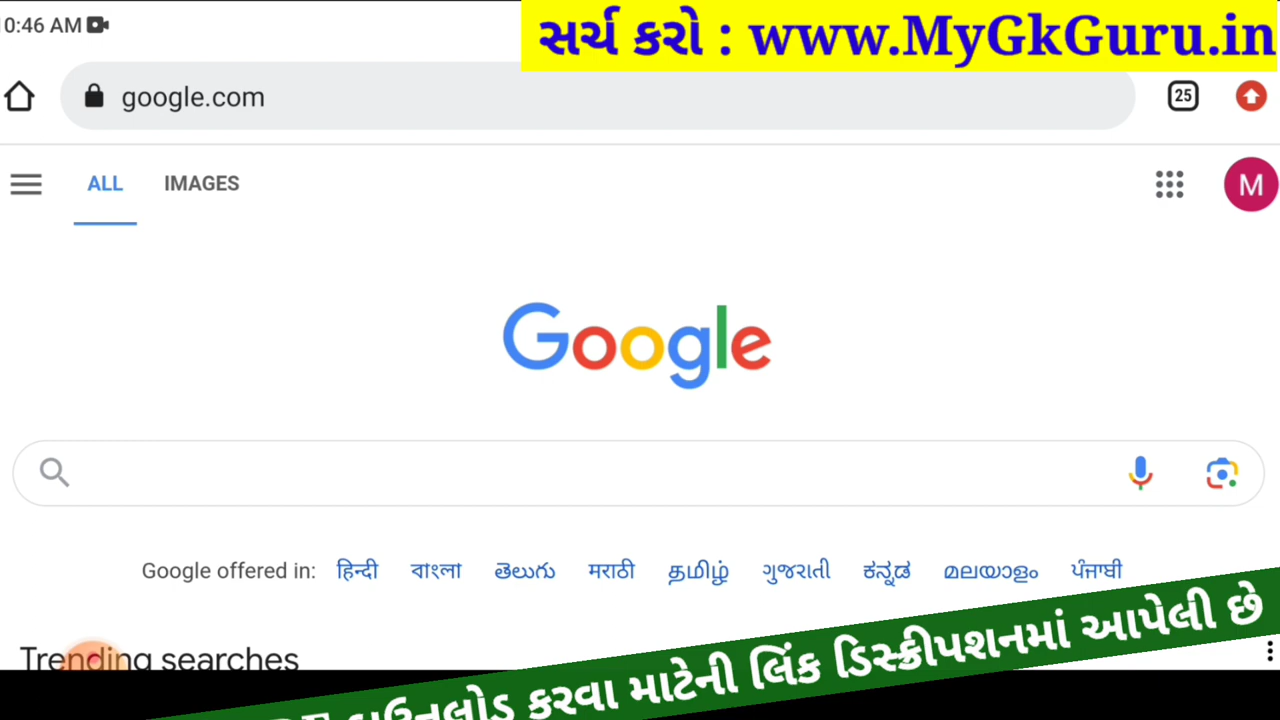 0:46 AM
સર્ચ કરો : www.MyGkGuru.in
google.com
25
ALL IMAGES
M
Google
Google offered in: हिन्दी বাংলা తెలుగు मराठी தமிழ் ગુજરાતી ಕನ್ನಡ മലയാളം ਪੰਜਾਬੀ
Trending searches
ડાઉનલોડ કરવા માટેની લિંક ડિસ્ક્રીપશનમાં આપેલી છે